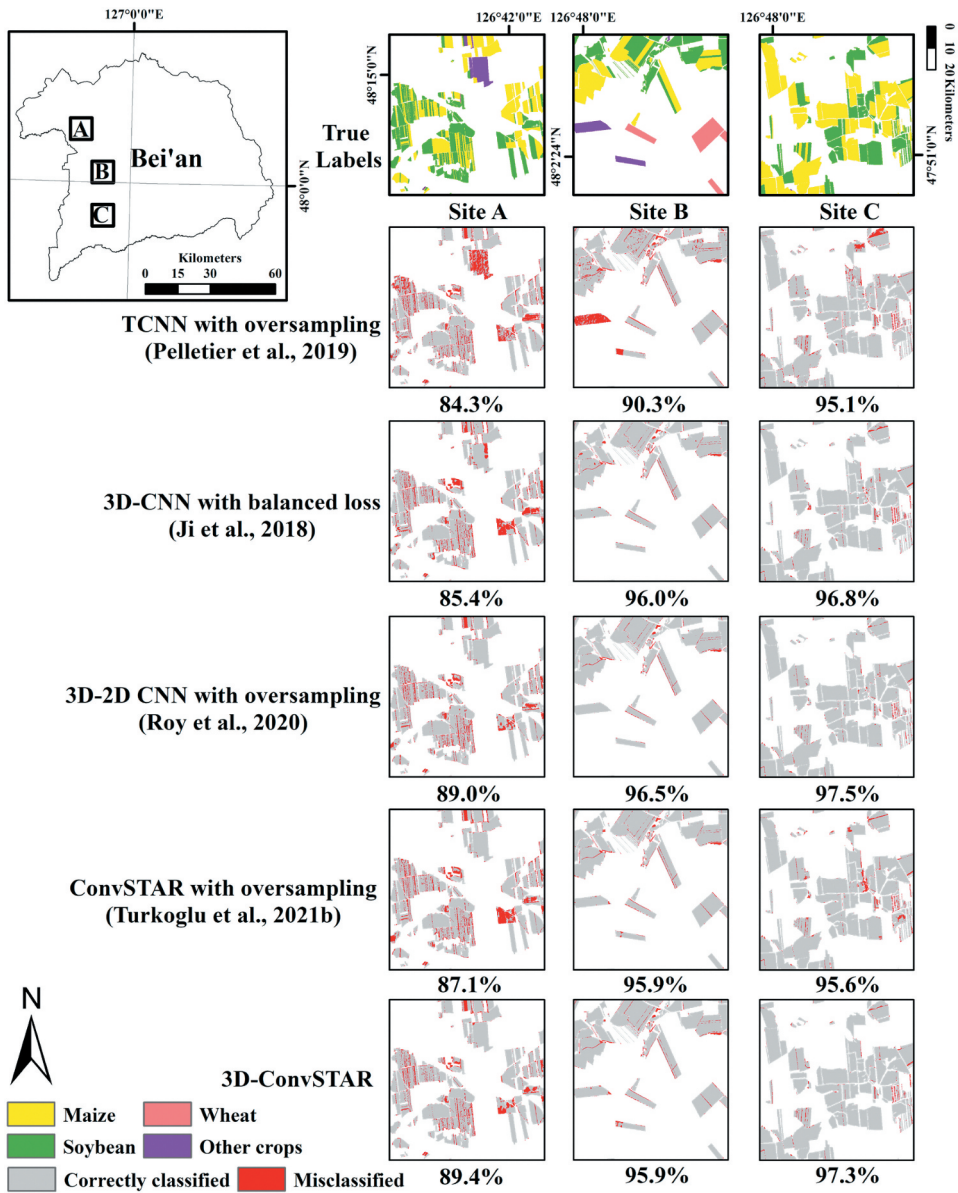 127°0'0"E
A
Bei'an
B
C
48°0'0"N
Kilometers
0 15 30 60
126°42'0"E 126°48'0"E 126°48'0"E
0 10 20 Kilometers
48°15'0"N
48°2'24"N
47°51'0"N
True
Labels
Site A Site B Site C
TCNN with oversampling
(Pelletier et al., 2019)
84.3% 90.3% 95.1%
3D-CNN with balanced loss
(Ji et al., 2018)
85.4% 96.0% 96.8%
3D-2D CNN with oversampling
(Roy et al., 2020)
89.0% 96.5% 97.5%
ConvSTAR with oversampling
(Turkoglu et al., 2021b)
87.1% 95.9% 95.6%
N
3D-ConvSTAR
89.4% 95.9% 97.3%
Maize Wheat
Soybean Other crops
Correctly classified Misclassified